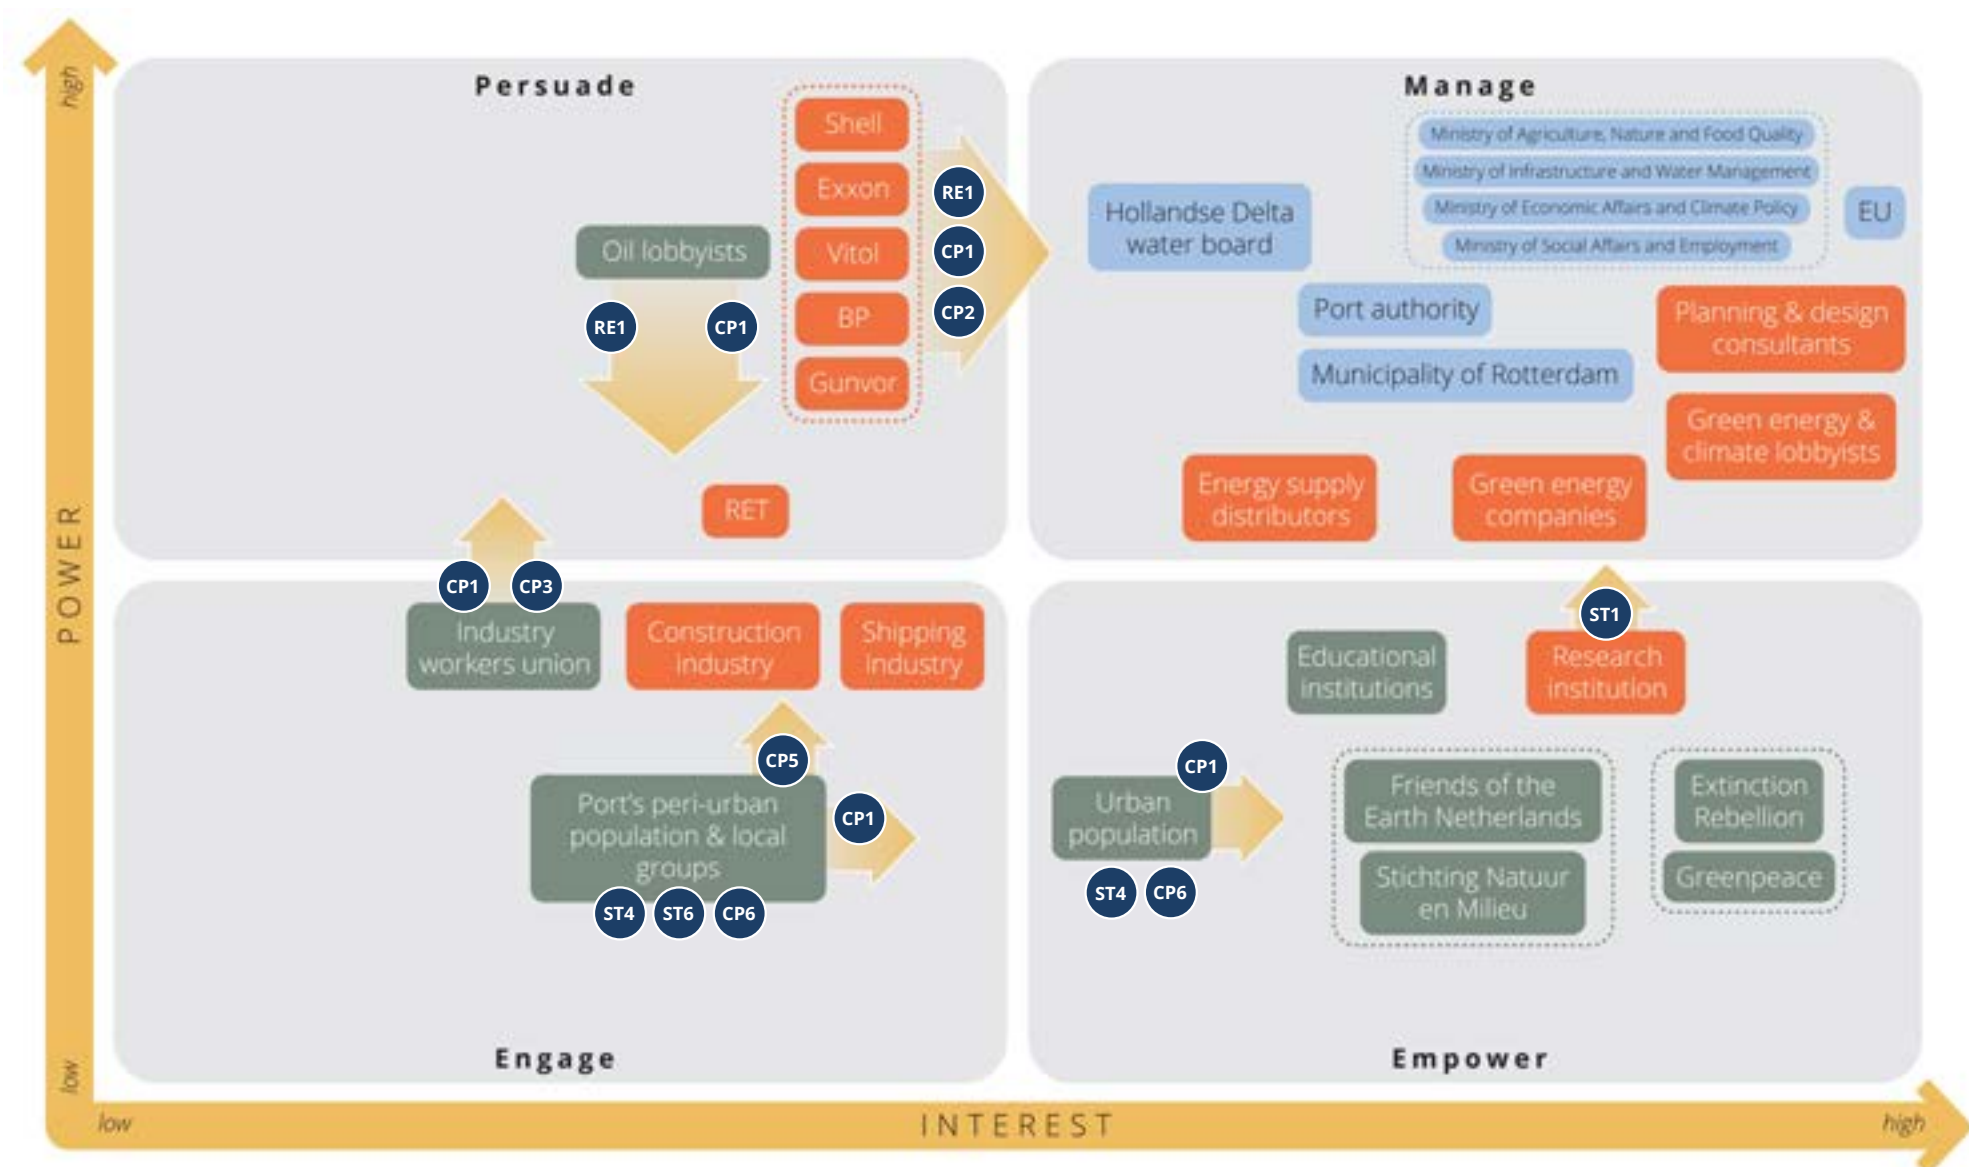 high
POWER
low
low
INTEREST
high
Persuade
Shell
Exxon
Vitol
BP
Gunvor
Oil lobbyists
RE1
CP1
RE1
CP1
CP2
RET
Manage
Ministry of Agriculture, Nature and Food Quality
Ministry of Infrastructure and Water Management
Ministry of Economic Affairs and Climate Policy
Ministry of Social Affairs and Employment
EU
Hollandse Delta
water board
Port authority
Municipality of Rotterdam
Planning & design
consultants
Green energy &
climate lobbyists
Energy supply
distributors
Green energy
companies
CP1
CP3
Industry
workers union
Construction
industry
Shipping
industry
CP5
Port's peri-urban
population & local
groups
CP1
ST4
ST6
CP6
Engage
ST1
Educational
institutions
Research
institution
CP1
Urban
population
ST4
CP6
Friends of the
Earth Netherlands
Stichting Natuur
en Milieu
Extinction
Rebellion
Greenpeace
Empower